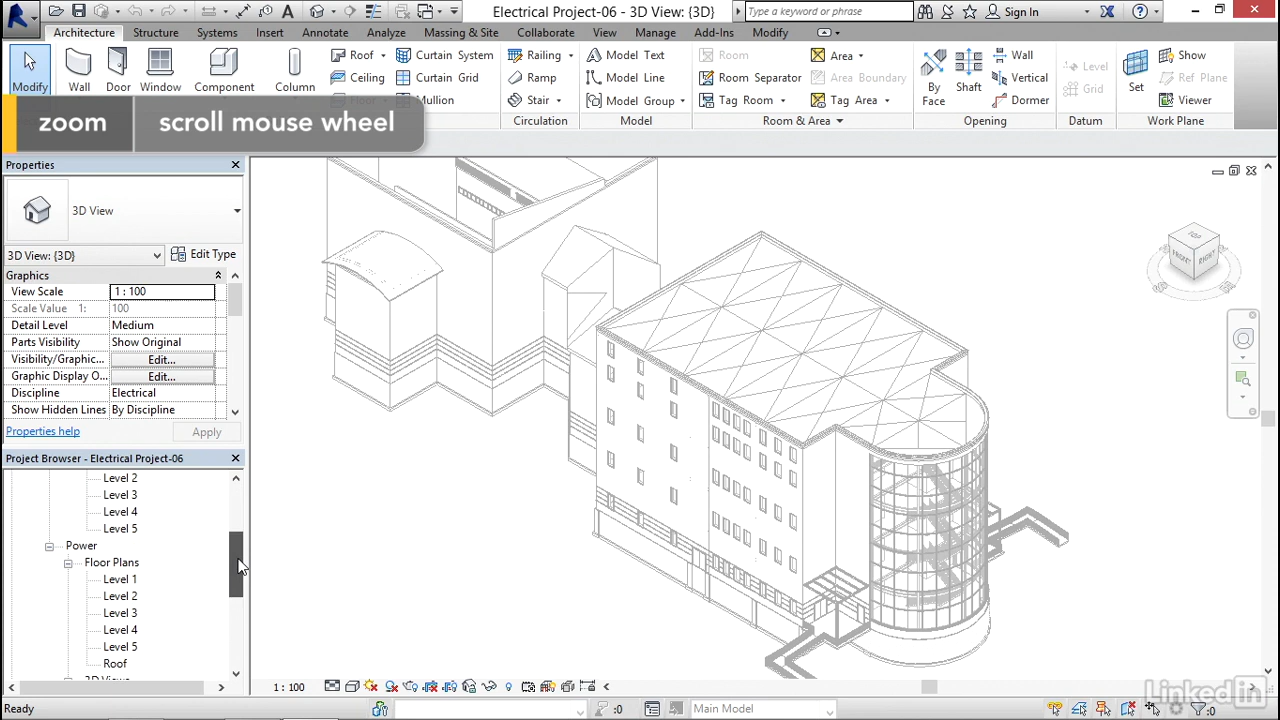 Electrical Project-06 - 3D View: {3D}
Type a keyword or phrase
Sign In
Architecture Structure Systems Insert Annotate Analyze Massing & Site Collaborate View Manage Add-Ins Modify
Modify
Wall
Door
Window
Component
Column
Roof
Ceiling
Floor
Curtain System
Curtain Grid
Mullion
Railing
Ramp
Stair
Circulation
Model Text
Model Line
Model Group
Model
Room
Room Separator
Tag Room
Area
Area Boundary
Tag Area
Room & Area
By Face
Shaft
Wall
Vertical
Dormer
Opening
Level
Grid
Datum
Set
Show
Ref Plane
Viewer
Work Plane
zoom
scroll mouse wheel
Properties
3D View
3D View: {3D}
Edit Type
Graphics
View Scale 1 : 100
Scale Value 1: 100
Detail Level Medium
Parts Visibility Show Original
Visibility/Graphic... Edit...
Graphic Display O... Edit...
Discipline Electrical
Show Hidden Lines By Discipline
Properties help
Apply
Project Browser - Electrical Project-06
Level 2
Level 3
Level 4
Level 5
Power
Floor Plans
Level 1
Level 2
Level 3
Level 4
Level 5
Roof
3D Views
TOP
FRONT
RIGHT
1 : 100
Ready
:0
Main Model
:0
Linked in